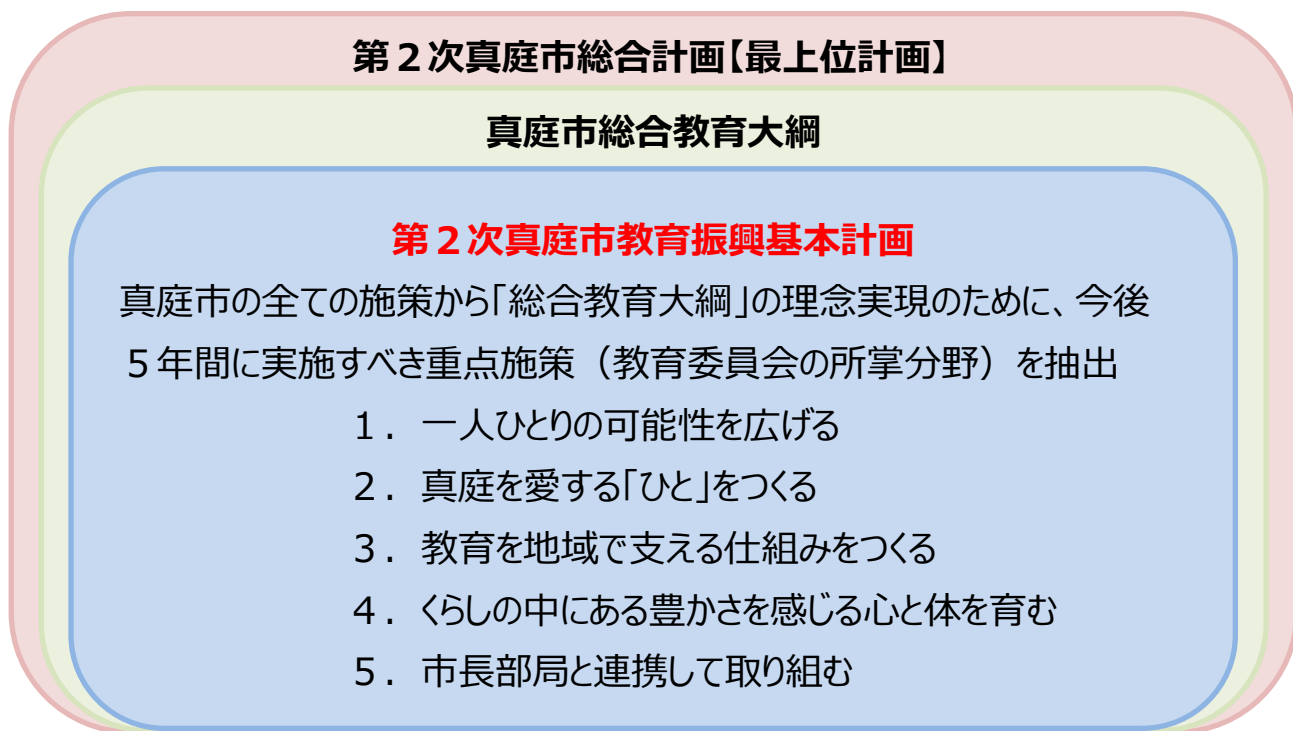 第２次真庭市総合計画【最上位計画】
真庭市総合教育大綱
第２次真庭市教育振興基本計画
真庭市の全ての施策から「総合教育大綱」の理念実現のために、今後
５年間に実施すべき重点施策（教育委員会の所掌分野）を抽出
１．一人ひとりの可能性を広げる
２．真庭を愛する「ひと」をつくる
３．教育を地域で支える仕組みをつくる
４．くらしの中にある豊かさを感じる心と体を育む
５．市長部局と連携して取り組む